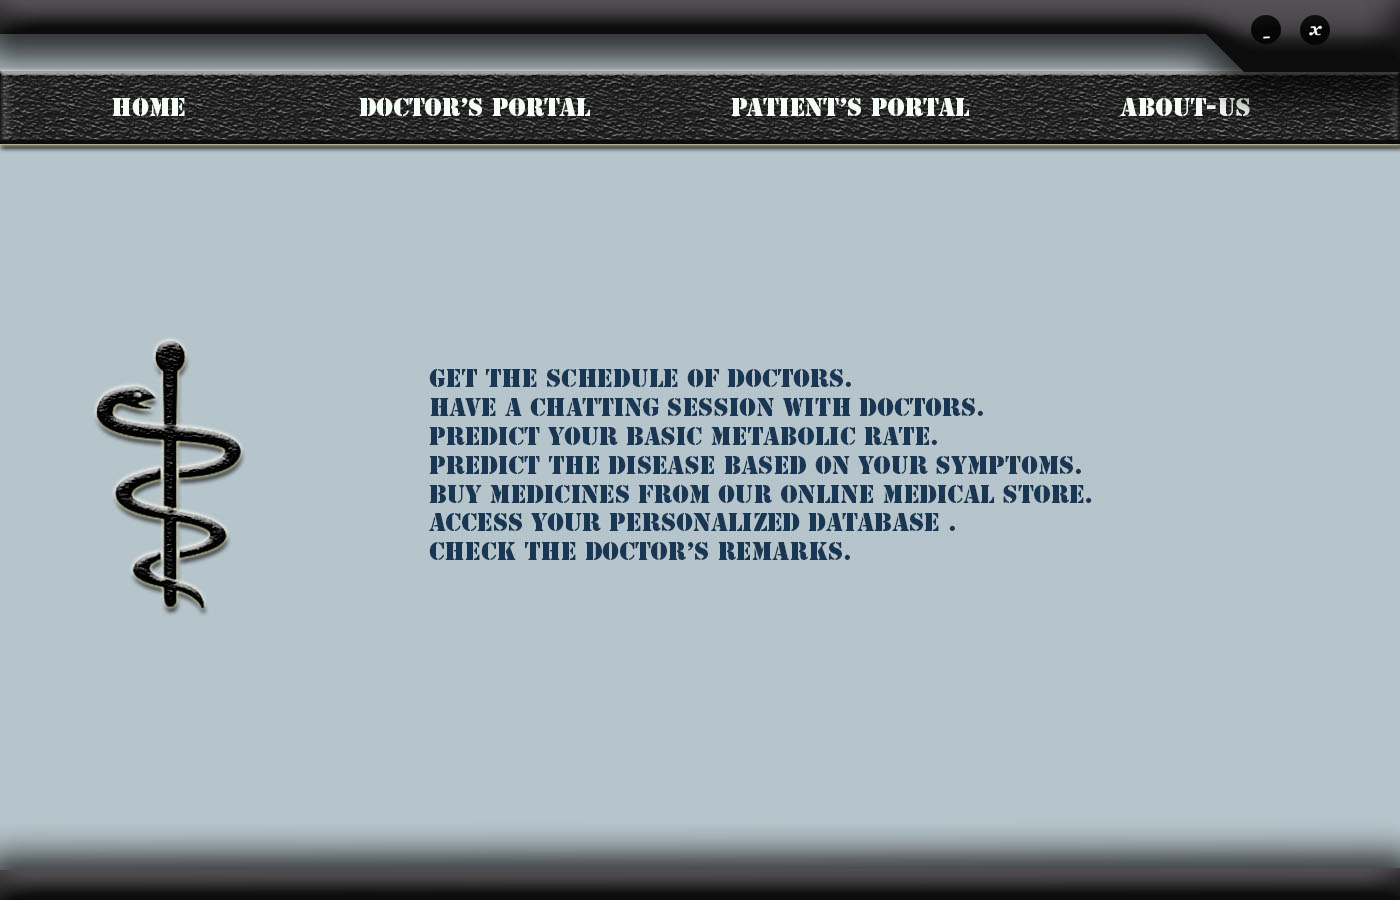 _ x
HOME DOCTOR'S PORTAL PATIENT'S PORTAL ABOUT-US
GET THE SCHEDULE OF DOCTORS.
HAVE A CHATTING SESSION WITH DOCTORS.
PREDICT YOUR BASIC METABOLIC RATE.
PREDICT THE DISEASE BASED ON YOUR SYMPTOMS.
BUY MEDICINES FROM OUR ONLINE MEDICAL STORE.
ACCESS YOUR PERSONALIZED DATABASE .
CHECK THE DOCTOR'S REMARKS.